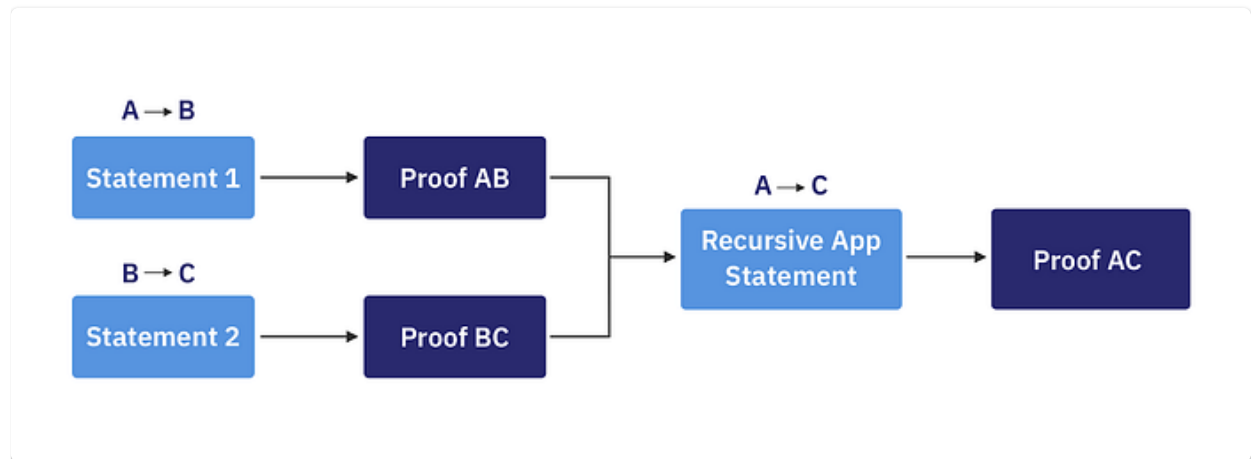 A → B
Statement 1
Proof AB
B → C
Statement 2
Proof BC
A → C
Recursive App
Statement
Proof AC